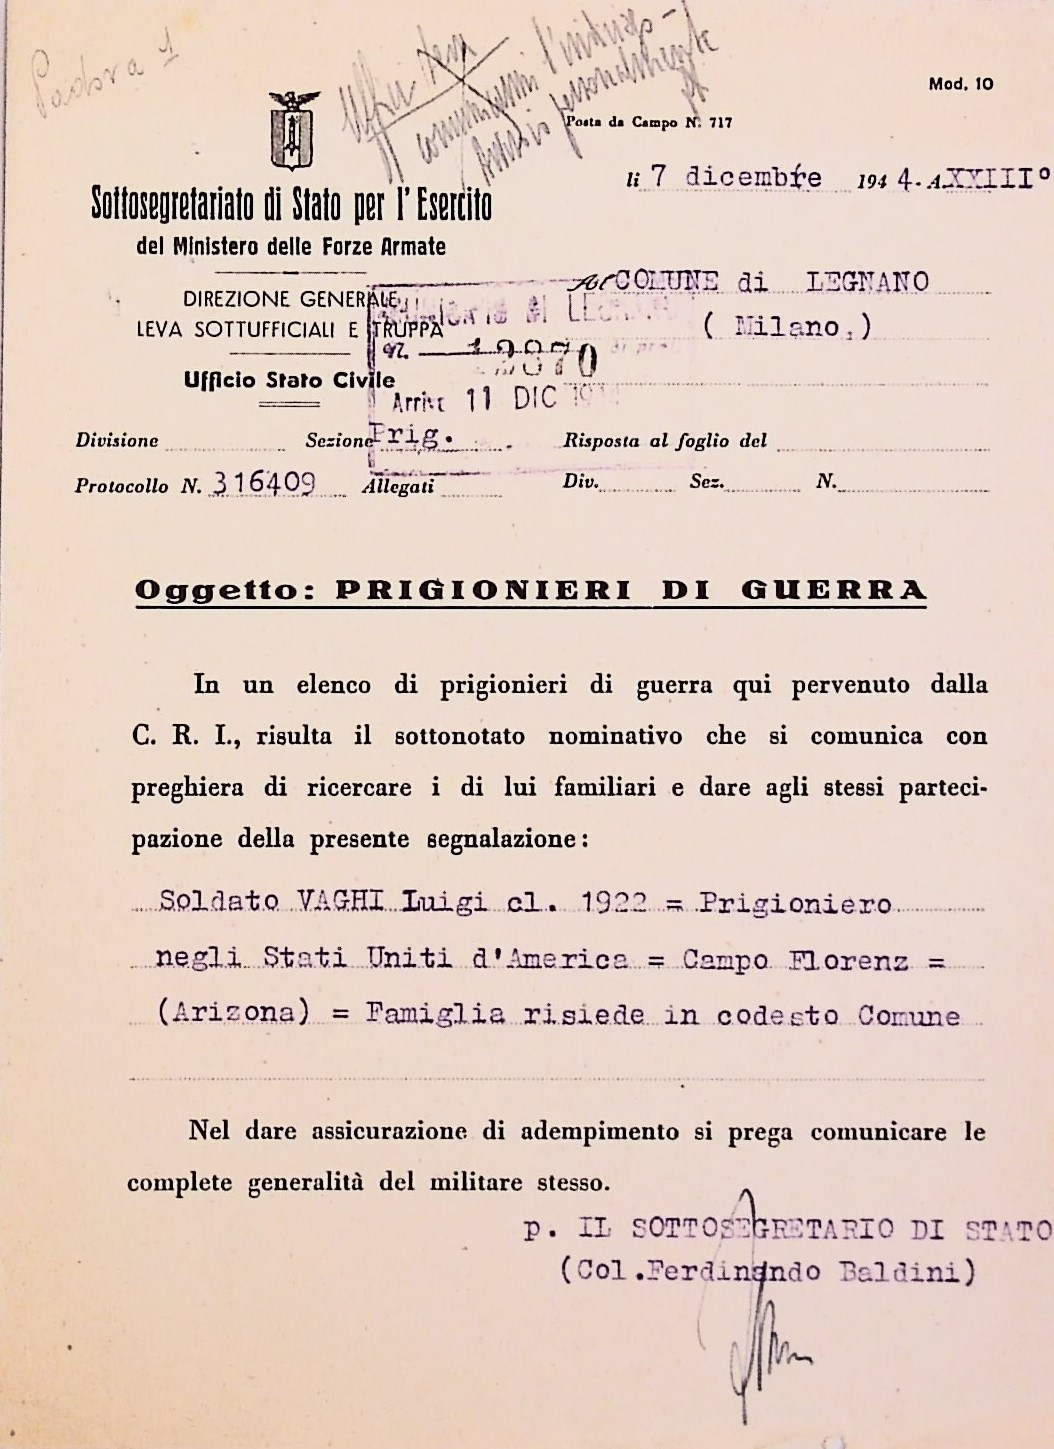 Padova 1
l'indirizzo
personalmente
Mod. 10
Posta da Campo N. 717
li 7 dicembre 1944-A XXIII°
Sottosegretariato di Stato per l'Esercito
del Ministero delle Forze Armate
Al COMUNE di LEGNANO
DIREZIONE GENERALE
LEVA SOTTUFFICIALI E TRUPPA
( Milano,)
Ufficio Stato Civile
Arriv 11 DIC 194
Divisione Sezione Prig. Risposta al foglio del
Protocollo N. 316409 Allegati Div. Sez. N.
Oggetto: PRIGIONIERI DI GUERRA
In un elenco di prigionieri di guerra qui pervenuto dalla
C. R. I., risulta il sottonotato nominativo che si comunica con
preghiera di ricercare i di lui familiari e dare agli stessi parteci-
pazione della presente segnalazione:
Soldato VAGHI Luigi cl. 1922 = Prigioniero
negli Stati Uniti d'America = Campo Florenz =
(Arizona) = Famiglia risiede in codesto Comune
Nel dare assicurazione di adempimento si prega comunicare le
complete generalità del militare stesso.
p. IL SOTTOSEGRETARIO DI STATO
(Col.Ferdinando Baldini)